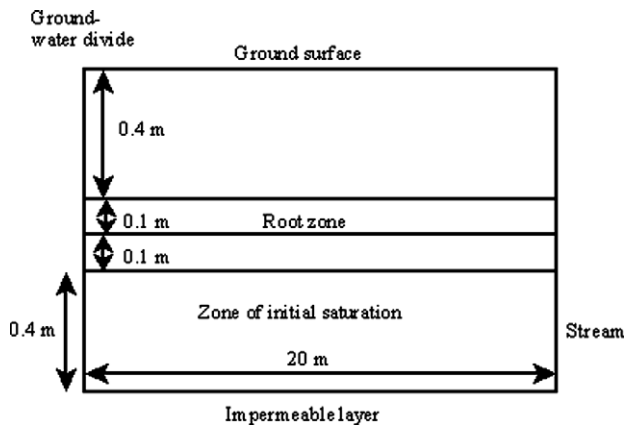 Ground-
water divide
Ground surface
0.4 m
0.1 m
Root zone
0.1 m
Zone of initial saturation
0.4 m
Stream
20 m
Impermeable layer